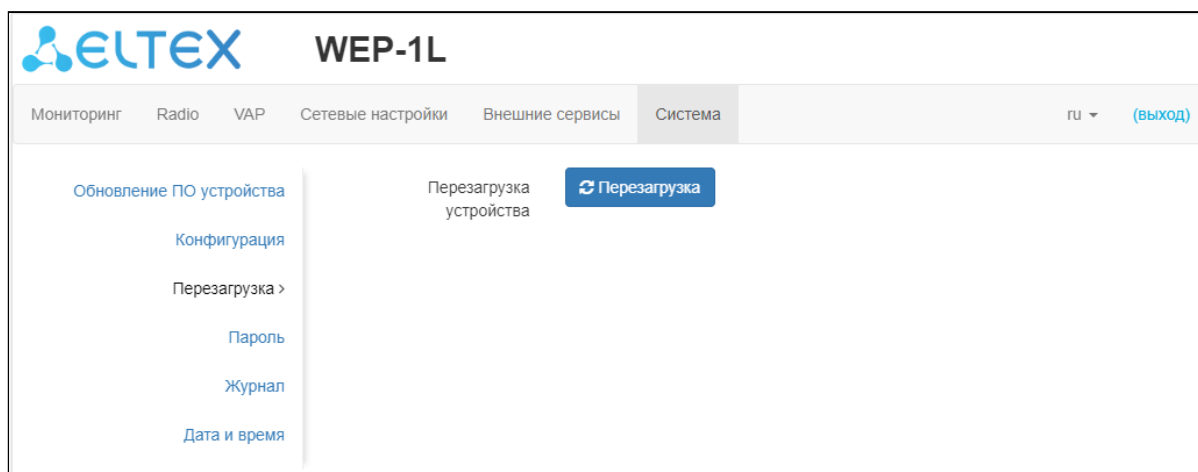 ELTEX WEP-1L
Мониторинг Radio VAP Сетевые настройки Внешние сервисы Система ru (выход)
Обновление ПО устройства
Конфигурация
Перезагрузка >
Пароль
Журнал
Дата и время
Перезагрузка
устройства
Перезагрузка